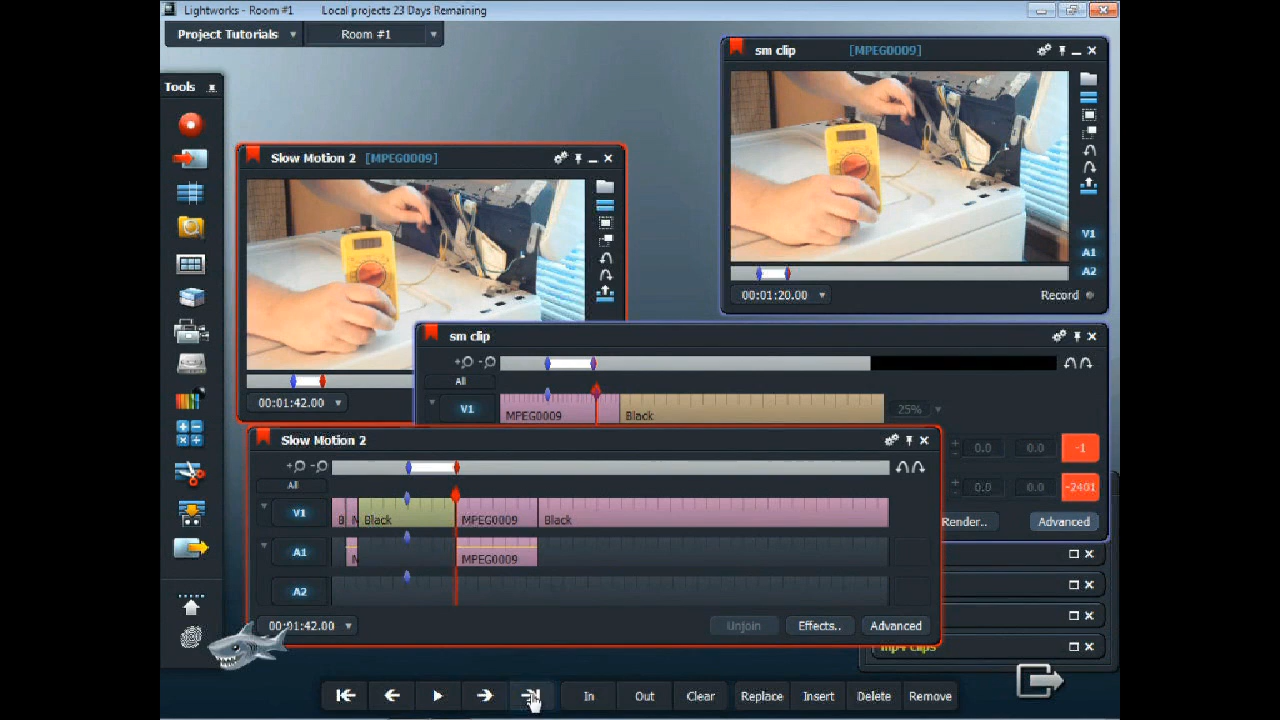 Lightworks - Room #1 Local projects 23 Days Remaining
Project Tutorials Room #1
Tools
sm clip [MPEG0009]
V1
A1
A2
00:01:20.00 Record
Slow Motion 2 [MPEG0009]
00:01:42.00
sm clip
All
V1 MPEG0009 Black 25%
0.0 0.0 -1
0.0 0.0 -2401
Render.. Advanced
Slow Motion 2
All
V1 Black MPEG0009 Black
A1 MPEG0009
A2
00:01:42.00 Unjoin Effects.. Advanced
mp4 clips
In Out Clear Replace Insert Delete Remove